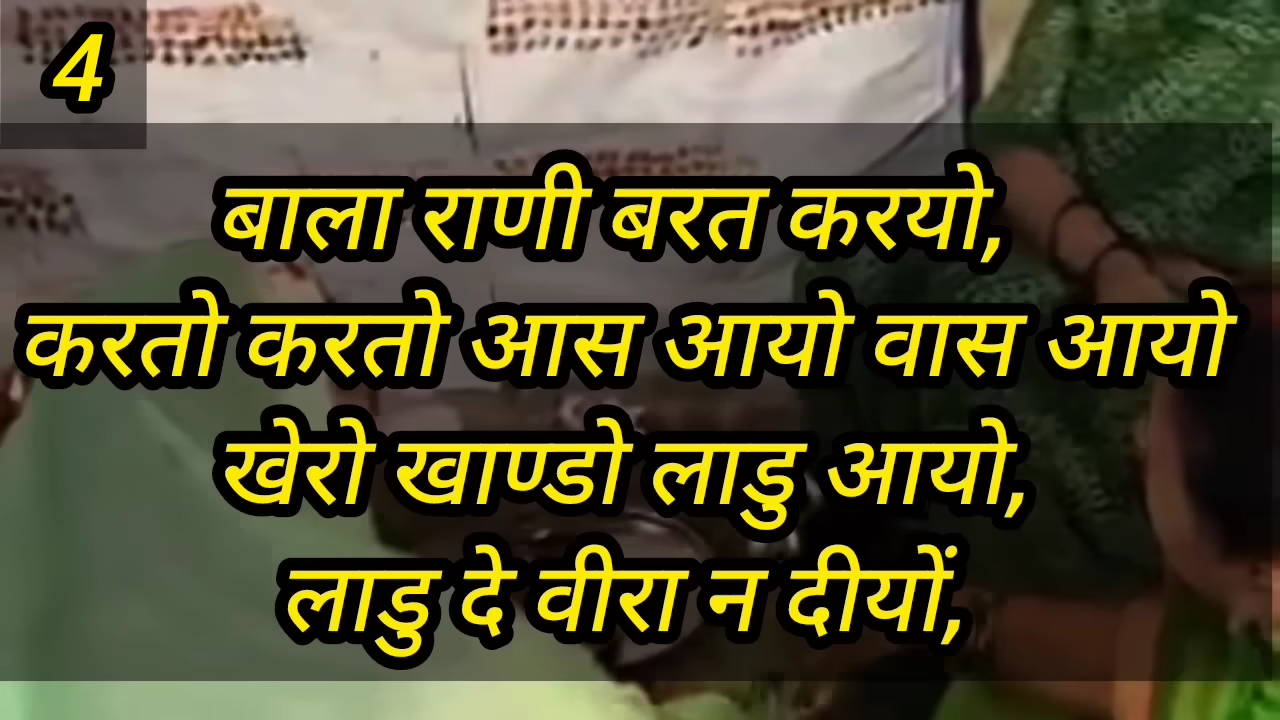 4
बाला राणी बरत करयो,
करतो करतो आस आयो वास आयो
खेरो खाण्डो लाडु आयो,
लाडु दे वीरा न दीयों,